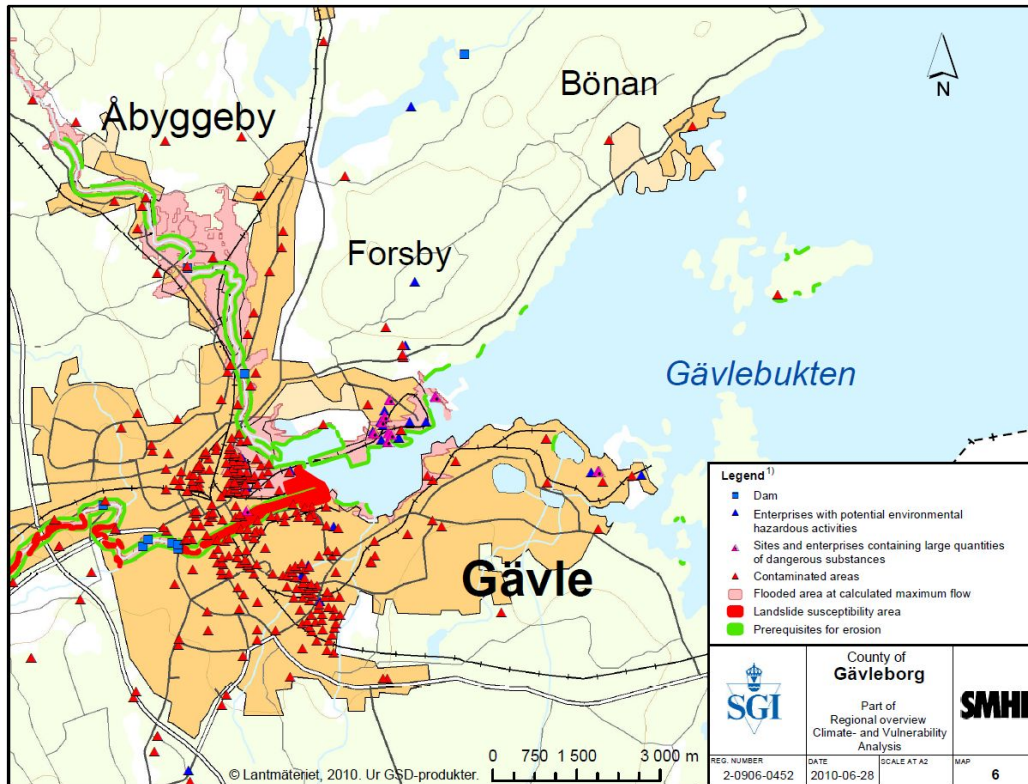 Bönan
Åbyggeby
N
Forsby
Gävlebukten
Gävle
Legend 1)
Dam
Enterprises with potential environmental
hazardous activities
Sites and enterprises containing large quantities
of dangerous substances
Contaminated areas
Flooded area at calculated maximum flow
Landslide susceptibility area
Prerequisites for erosion
SGI
County of
Gävleborg
Part of
Regional overview
Climate- and Vulnerability
Analysis
SMHI
REG. NUMBER
2-0906-0452
DATE
2010-06-28
SCALE AT A2
MAP
6
0 750 1 500 3 000 m
© Lantmäteriet, 2010. Ur GSD-produkter.